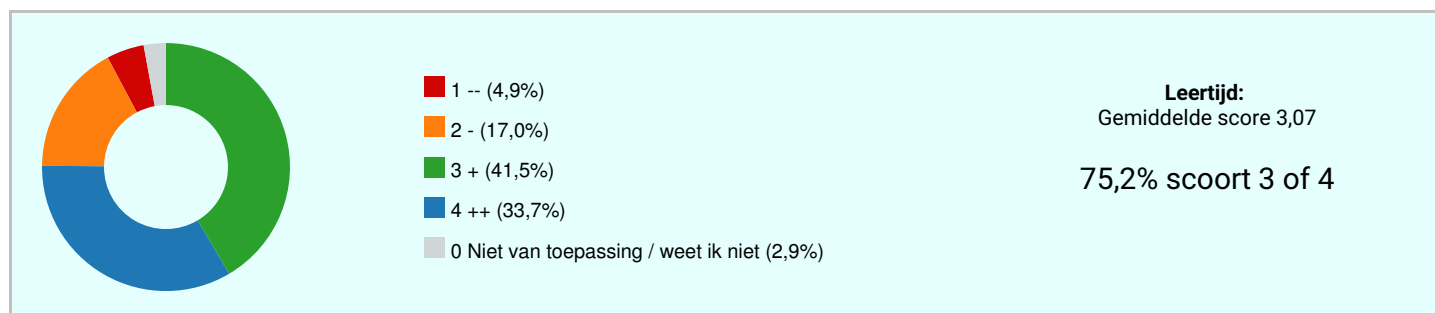 1 -- (4,9%)
2 - (17,0%)
3 + (41,5%)
4 ++ (33,7%)
0 Niet van toepassing / weet ik niet (2,9%)
Leertijd:
Gemiddelde score 3,07
75,2% scoort 3 of 4